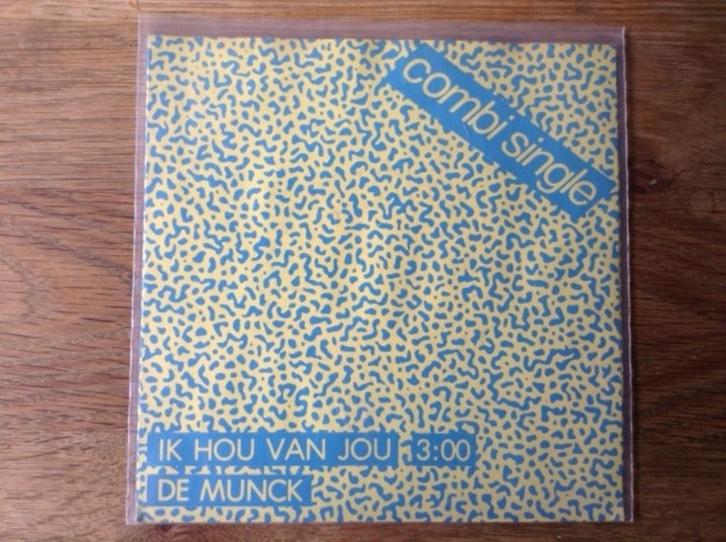 combi single
IK HOU VAN JOU 3:00
DE MUNCK